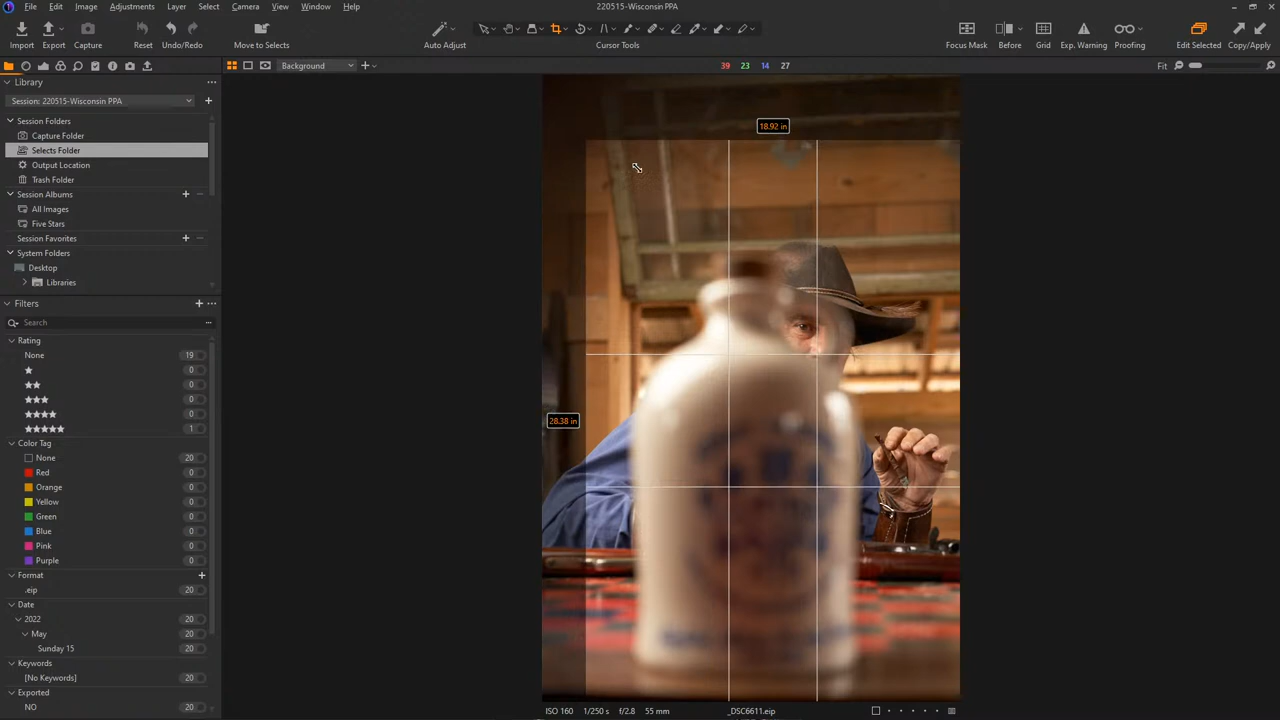 File Edit Image Adjustments Layer Select Camera View Window Help
220515-Wisconsin PPA
Import Export Capture Reset Undo/Redo Move to Selects Auto Adjust Cursor Tools Focus Mask Before Grid Exp. Warning Proofing Edit Selected Copy/Apply
Background 39 23 14 27 Fit
Library
Session: 220515-Wisconsin PPA
Session Folders
Capture Folder
Selects Folder
Output Location
Trash Folder
Session Albums
All Images
Five Stars
Session Favorites
System Folders
Desktop
Libraries
Filters
Search
Rating
None 19
0
0
0
0
1
Color Tag
None 20
Red 0
Orange 0
Yellow 0
Green 0
Blue 0
Pink 0
Purple 0
Format
.eip 20
Date
2022 20
May 20
Sunday 15 20
Keywords
[No Keywords] 20
Exported
NO 20
18.92 in
28.38 in
ISO 160 1/250 s f/2.8 55 mm _DSC6611.eip